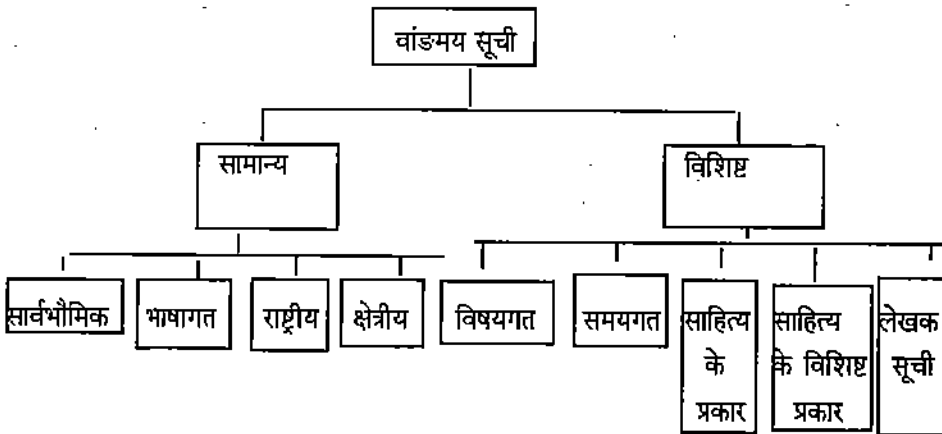 वांङमय सूची
सामान्य
विशिष्ट
सार्वभौमिक
भाषागत
राष्ट्रीय
क्षेत्रीय
विषयगत
समयगत
साहित्य
के
प्रकार
साहित्य
के विशिष्ट
प्रकार
लेखक
सूची